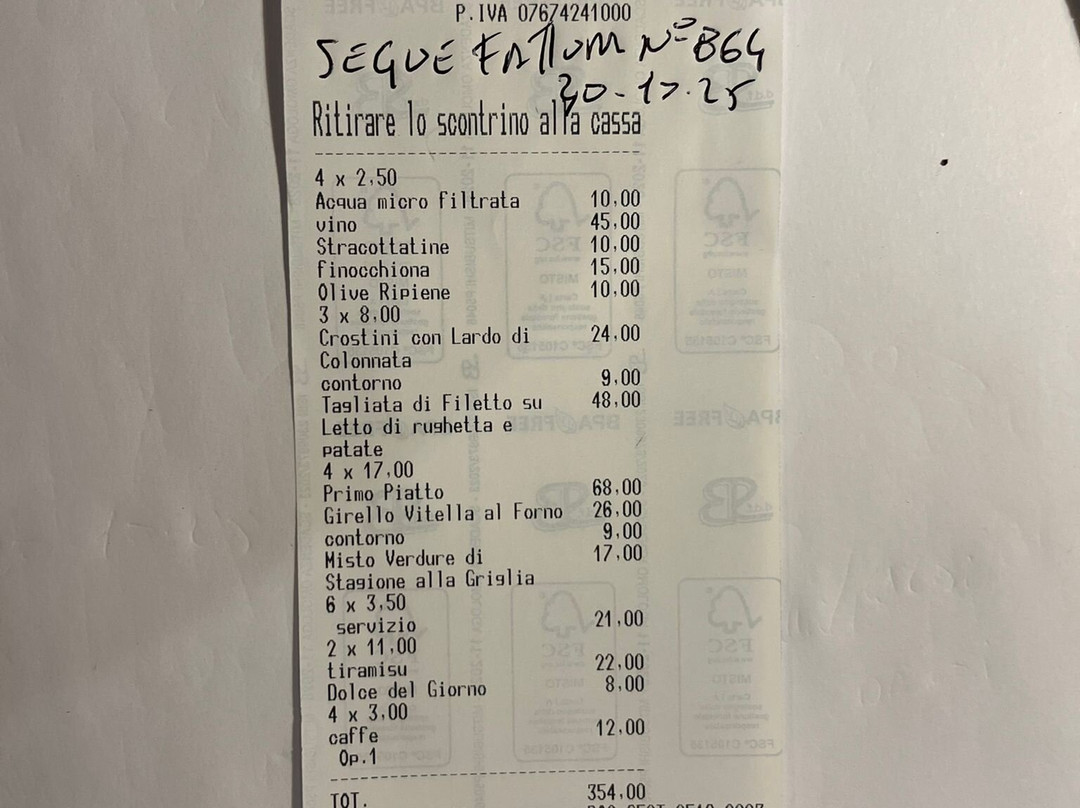 P.IVA 07674241000
SEGUE FATTURA N° 864
30-12-25
Ritirare lo scontrino alla cassa
4 x 2,50
Acqua micro filtrata 10,00
vino 45,00
Stracottatine 10,00
finocchiona 15,00
Olive Ripiene 10,00
3 x 8,00
Crostini con Lardo di 24,00
Colonnata
contorno 9,00
Tagliata di Filetto su 48,00
Letto di rughetta e
patate
4 x 17,00
Primo Piatto 68,00
Girello Vitella al Forno 26,00
contorno 9,00
Misto Verdure di 17,00
Stagione alla Griglia
6 x 3,50
servizio 21,00
2 x 11,00
tiramisu 22,00
Dolce del Giorno 8,00
4 x 3,00
caffe 12,00
Op.1
TOT. 354,00